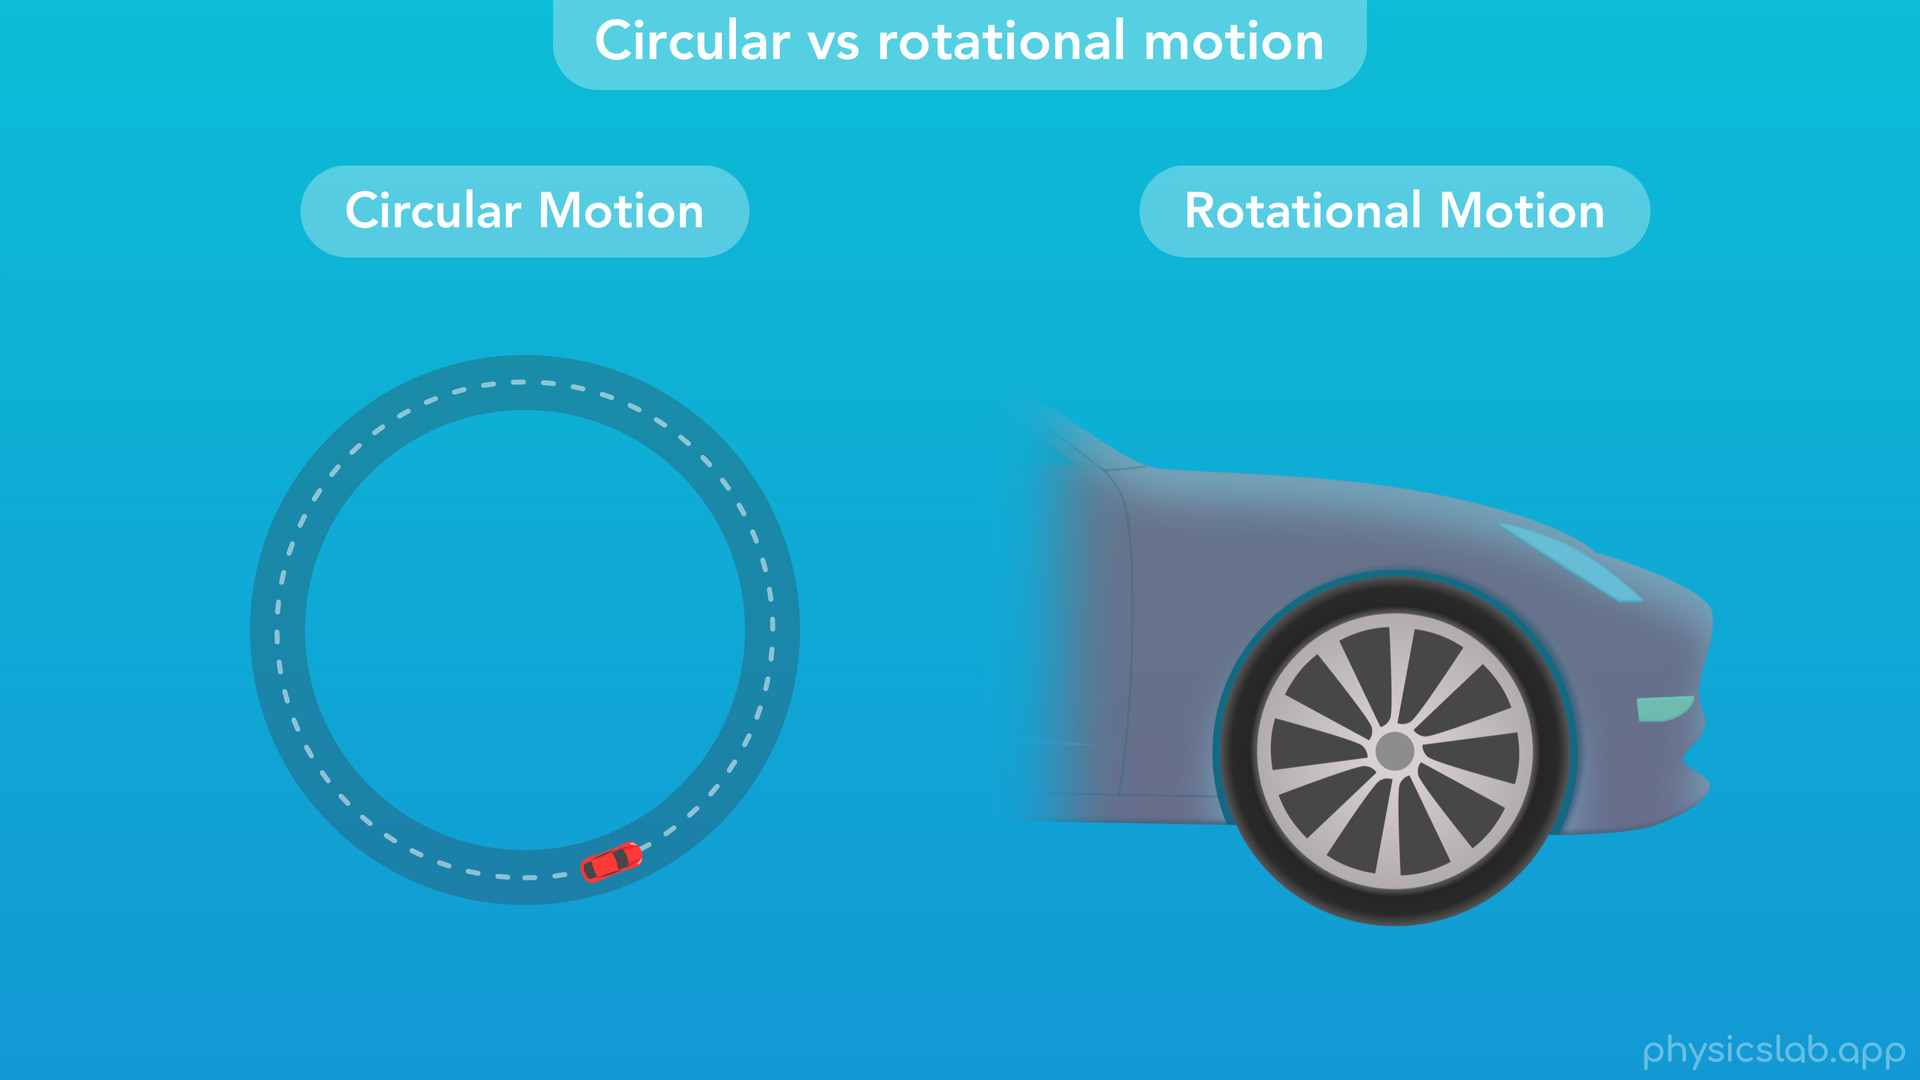 Circular vs rotational motion
Circular Motion
Rotational Motion
physicslab.app